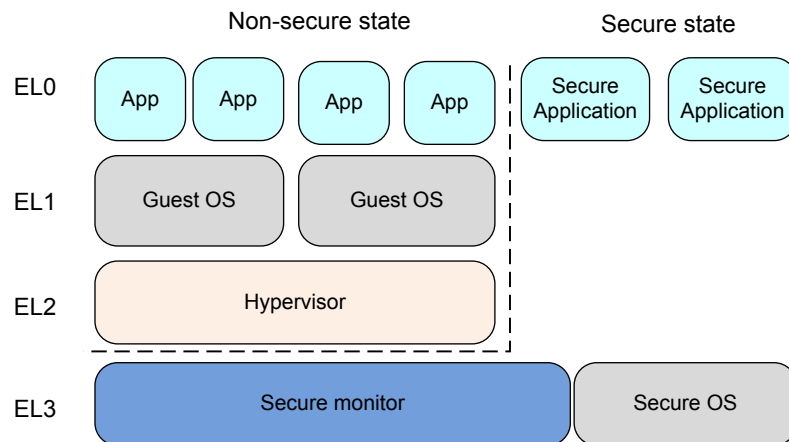 Non-secure state
Secure state
EL0
App
App
App
App
Secure
Application
Secure
Application
EL1
Guest OS
Guest OS
EL2
Hypervisor
EL3
Secure monitor
Secure OS